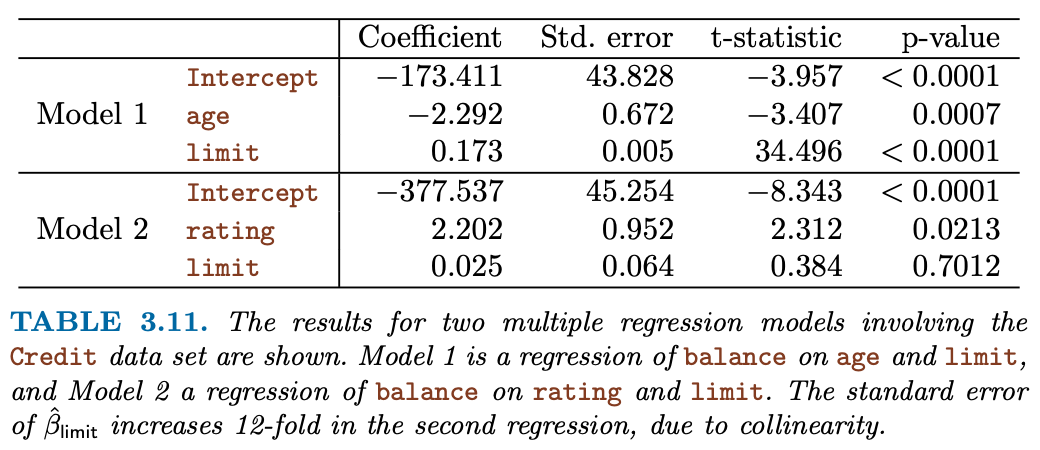 Coefficient Std. error t-statistic p-value
Intercept −173.411 43.828 −3.957 < 0.0001
Model 1 age −2.292 0.672 −3.407 0.0007
limit 0.173 0.005 34.496 < 0.0001
Intercept −377.537 45.254 −8.343 < 0.0001
Model 2 rating 2.202 0.952 2.312 0.0213
limit 0.025 0.064 0.384 0.7012
TABLE 3.11. The results for two multiple regression models involving the
Credit data set are shown. Model 1 is a regression of balance on age and limit,
and Model 2 a regression of balance on rating and limit. The standard error
of β̂limit increases 12-fold in the second regression, due to collinearity.